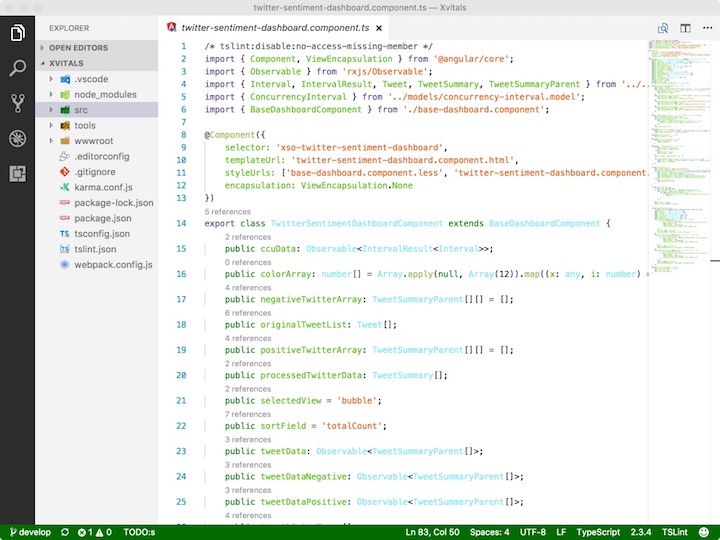 twitter-sentiment-dashboard.component.ts — Xvitals
EXPLORER
OPEN EDITORS
XVITALS
.vscode
node_modules
src
tools
wwwroot
.editorconfig
.gitignore
karma.conf.js
package-lock.json
package.json
TS tsconfig.json
tslint.json
webpack.config.js
twitter-sentiment-dashboard.component.ts ×
1 /* tslint:disable:no-access-missing-member */
2 import { Component, ViewEncapsulation } from '@angular/core';
3 import { Observable } from 'rxjs/Observable';
4 import { Interval, IntervalResult, Tweet, TweetSummary, TweetSummaryParent } from '../..
5 import { ConcurrencyInterval } from '../models/concurrency-interval.model';
6 import { BaseDashboardComponent } from './base-dashboard.component';
7
8 @Component({
9 selector: 'xso-twitter-sentiment-dashboard',
10 templateUrl: 'twitter-sentiment-dashboard.component.html',
11 styleUrls: ['base-dashboard.component.less', 'twitter-sentiment-dashboard.component.
12 encapsulation: ViewEncapsulation.None
13 })
5 references
14 export class TwitterSentimentDashboardComponent extends BaseDashboardComponent {
2 references
15 public ccuData: Observable<IntervalResult<Interval>>;
0 references
16 public colorArray: number[] = Array.apply(null, Array(12)).map((x: any, i: number) =
4 references
17 public negativeTwitterArray: TweetSummaryParent[][] = [];
6 references
18 public originalTweetList: Tweet[];
4 references
19 public positiveTwitterArray: TweetSummaryParent[][] = [];
2 references
20 public processedTwitterData: TweetSummary[];
2 references
21 public selectedView = 'bubble';
7 references
22 public sortField = 'totalCount';
3 references
23 public tweetData: Observable<TweetSummaryParent[]>;
3 references
24 public tweetDataNegative: Observable<TweetSummaryParent[]>;
3 references
25 public tweetDataPositive: Observable<TweetSummaryParent[]>;
4 references
develop 1 0 TODO:s Ln 83, Col 50 Spaces: 4 UTF-8 LF TypeScript 2.3.4 TSLint